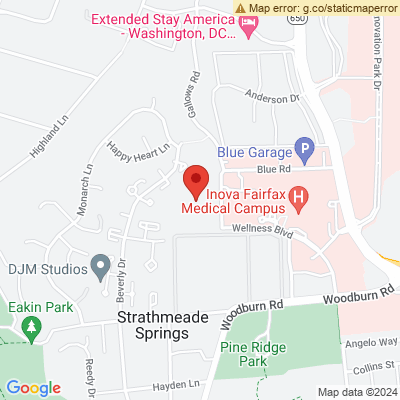 Map error: g.co/staticmaperror
Extended Stay America
- Washington, DC...
650
Innovation Park Dr
Gallows Rd
Anderson Dr
Highland Ln
Happy Heart Ln
Blue Garage
P
Blue Rd
Monarch Ln
Inova Fairfax
Medical Campus
H
Wellness Blvd
DJM Studios
Beverly Dr
Eakin Park
Woodburn Rd
Woodburn Rd
Strathmeade
Springs
Pine Ridge
Park
Angelo Way
Collins St
Reedy Dr
Hayden Ln
Google
Map data ©2024